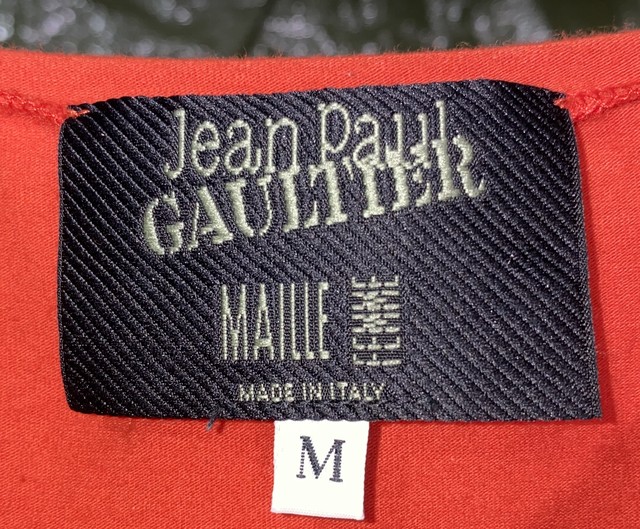 Jean Paul
GAULTIER
MAILLE FEMME
MADE IN ITALY
M